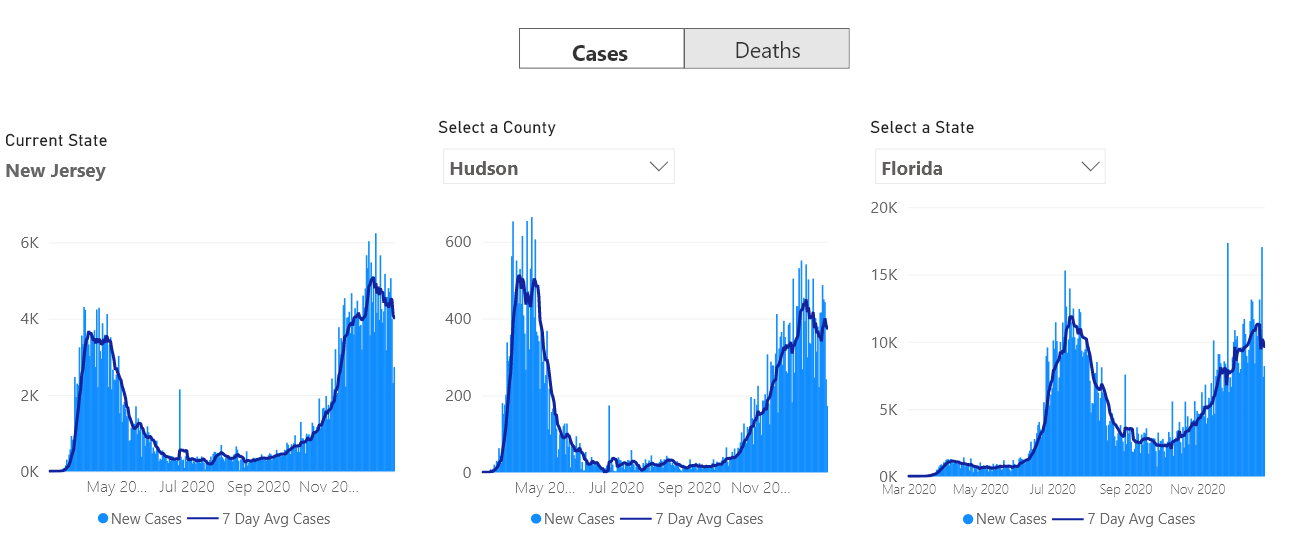 Cases
Deaths
Current State
New Jersey
6K
4K
2K
0K
May 20...
Jul 2020
Sep 2020
Nov 20...
New Cases
7 Day Avg Cases
Select a County
Hudson
600
400
200
0
May 20...
Jul 2020
Sep 2020
Nov 20...
New Cases
7 Day Avg Cases
Select a State
Florida
20K
15K
10K
5K
0K
Mar 2020
May 2020
Jul 2020
Sep 2020
Nov 2020
New Cases
7 Day Avg Cases